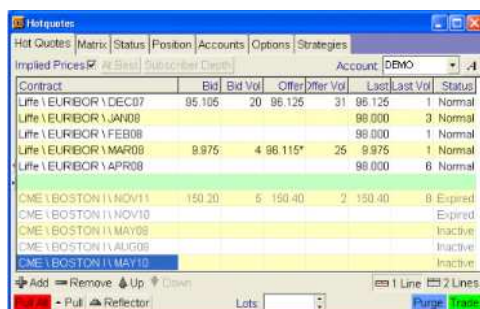 Hotquotes
Hot Quotes Matrix Status Position Accounts Options Strategies
Implied Prices At Best Subscriber Depth Account: DEMO A
Contract Bid Bid Vol Offer Offer Vol Last Last Vol Status
Liffe \ EURIBOR \ DEC07 95.105 20 96.125 31 96.125 1 Normal
Liffe \ EURIBOR \ JAN08 98.000 3 Normal
Liffe \ EURIBOR \ FEB08 98.000 1 Normal
Liffe \ EURIBOR \ MAR08 9.975 4 96.115* 25 9.975 1 Normal
Liffe \ EURIBOR \ APR08 98.000 6 Normal
CME \ BOSTON I \ NOV11 150.20 5 150.40 2 150.40 8 Expired
CME \ BOSTON I \ NOV10 Expired
CME \ BOSTON I \ MAY08 Inactive
CME \ BOSTON I \ AUG08 Inactive
CME \ BOSTON I \ MAY10 Inactive
Add Remove Up Down 1 Line 2 Lines
Pull All Pull Reflector Lots: Purge Trade